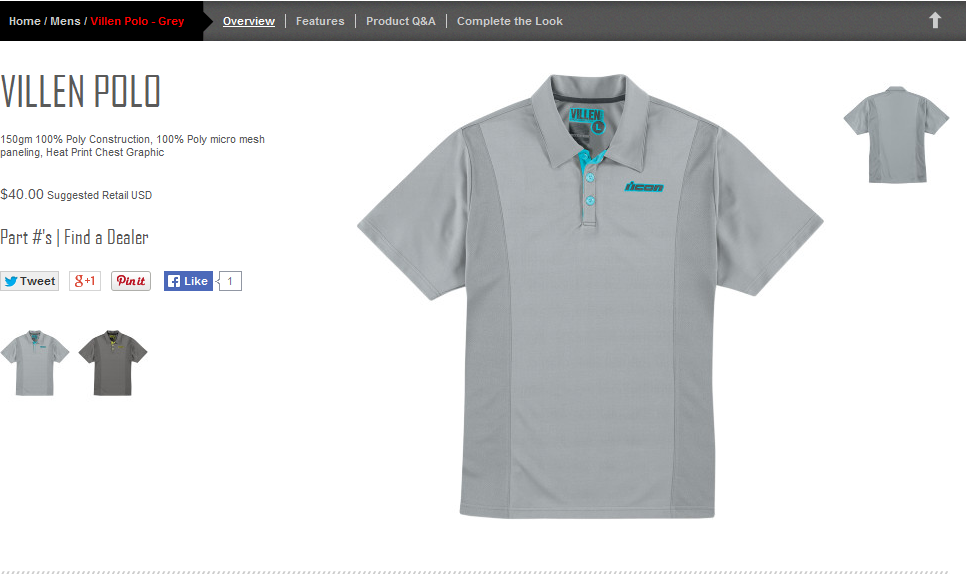 Home / Mens / Villen Polo - Grey
Overview
Features
Product Q&A
Complete the Look
VILLEN POLO
150gm 100% Poly Construction, 100% Poly micro mesh
paneling, Heat Print Chest Graphic
$40.00 Suggested Retail USD
Part #'s | Find a Dealer
Tweet
g+1
Pinit
Like
1
VILLEN
L
icon